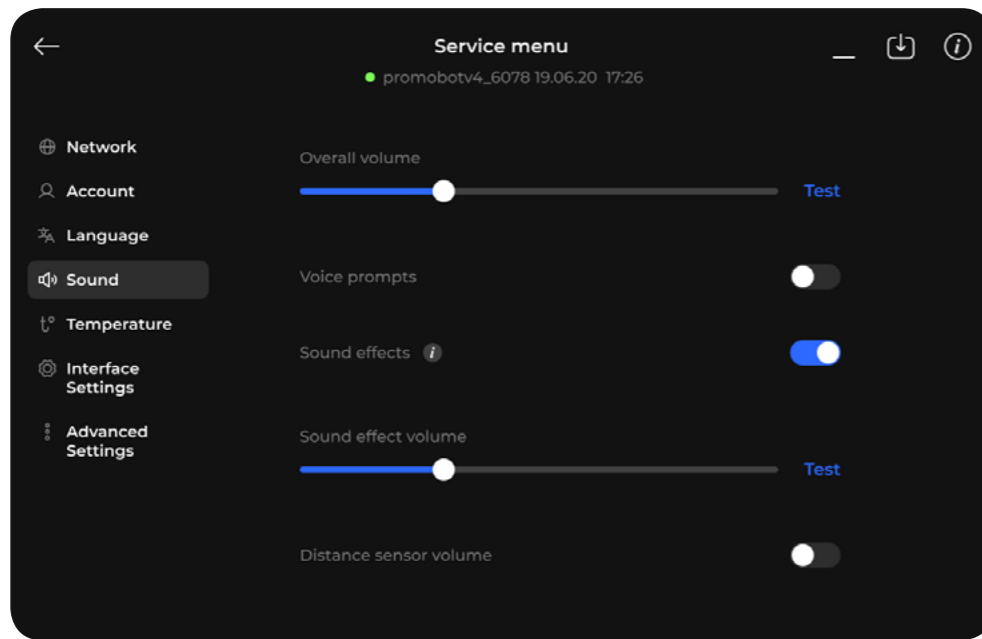 Service menu
promobotv4_6078 19.06.20 17:26
Network
Account
Language
Sound
Temperature
Interface
Settings
Advanced
Settings
Overall volume
Test
Voice prompts
Sound effects
Sound effect volume
Test
Distance sensor volume